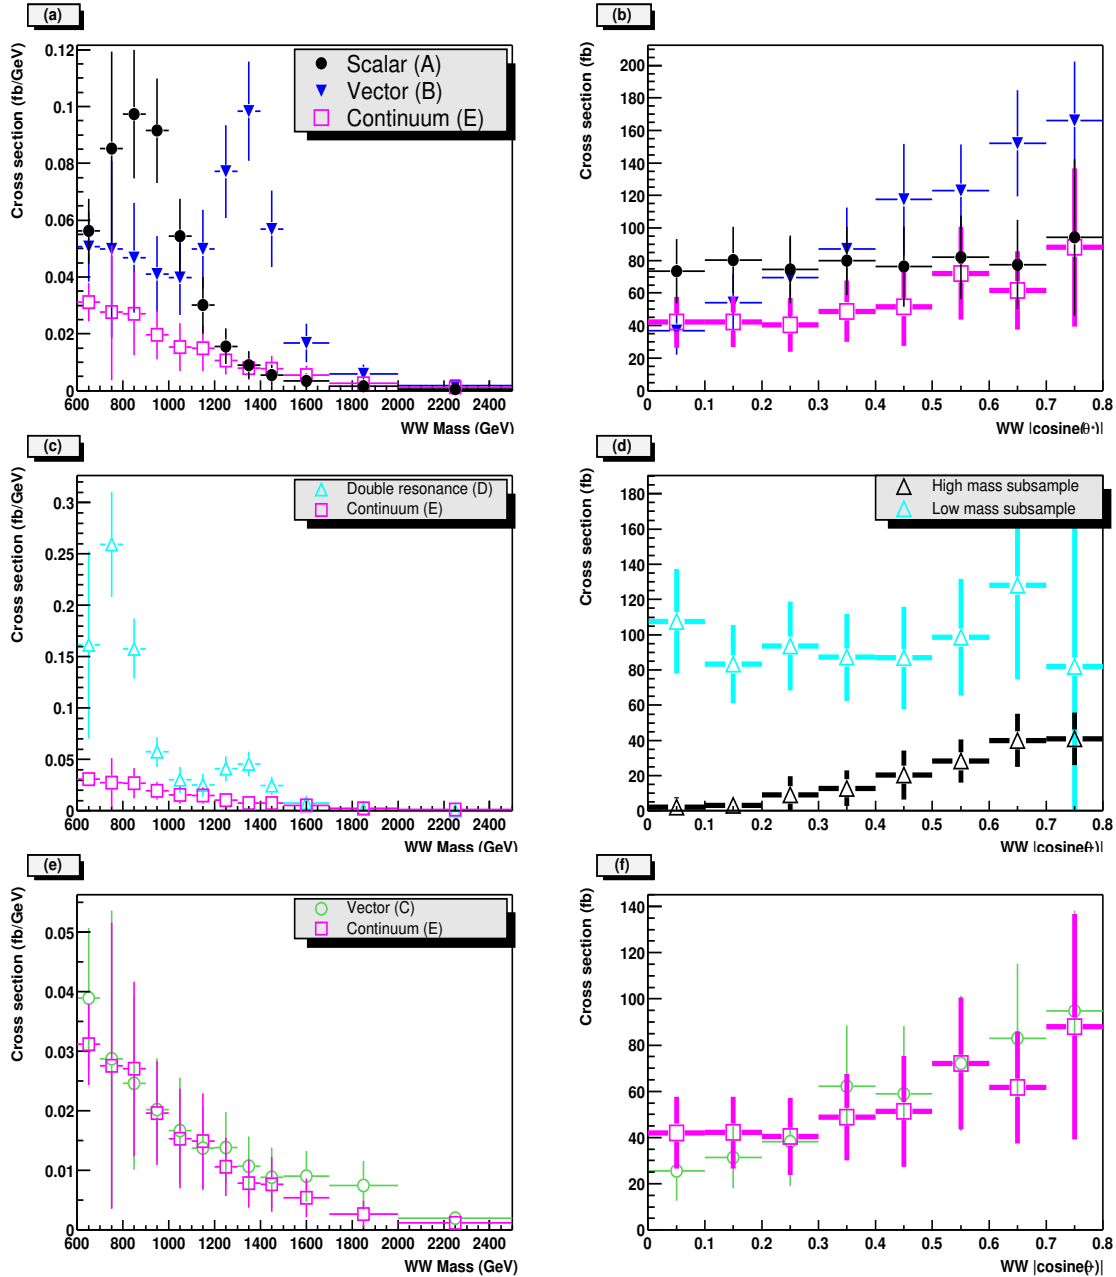 (a)
Cross section (fb/GeV)
0.12
0.1
0.08
0.06
0.04
0.02
0
Scalar (A)
Vector (B)
Continuum (E)
600 800 1000 1200 1400 1600 1800 2000 2200 2400
WW Mass (GeV)
(b)
Cross section (fb)
200
180
160
140
120
100
80
60
40
20
0
0 0.1 0.2 0.3 0.4 0.5 0.6 0.7 0.8
WW |cosine(θ*)|
(c)
Cross section (fb/GeV)
0.3
0.25
0.2
0.15
0.1
0.05
0
Double resonance (D)
Continuum (E)
600 800 1000 1200 1400 1600 1800 2000 2200 2400
WW Mass (GeV)
(d)
Cross section (fb)
180
160
140
120
100
80
60
40
20
0
High mass subsample
Low mass subsample
0 0.1 0.2 0.3 0.4 0.5 0.6 0.7 0.8
WW |cosine(θ)|
(e)
Cross section (fb/GeV)
0.05
0.04
0.03
0.02
0.01
0
Vector (C)
Continuum (E)
600 800 1000 1200 1400 1600 1800 2000 2200 2400
WW Mass (GeV)
(f)
Cross section (fb)
140
120
100
80
60
40
20
0
0 0.1 0.2 0.3 0.4 0.5 0.6 0.7 0.8
WW |cosine(θ)|